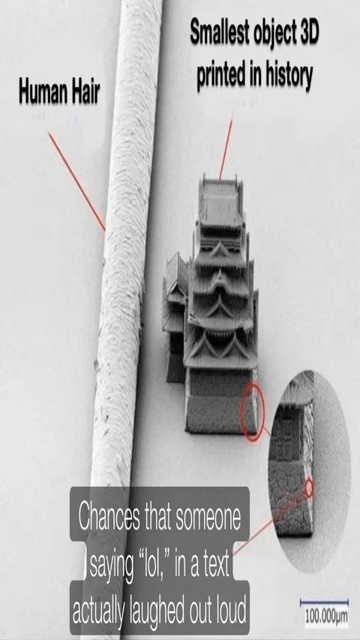 Smallest object 3D
printed in history
Human Hair
Chances that someone
saying “lol,” in a text
actually laughed out loud
100.000µm